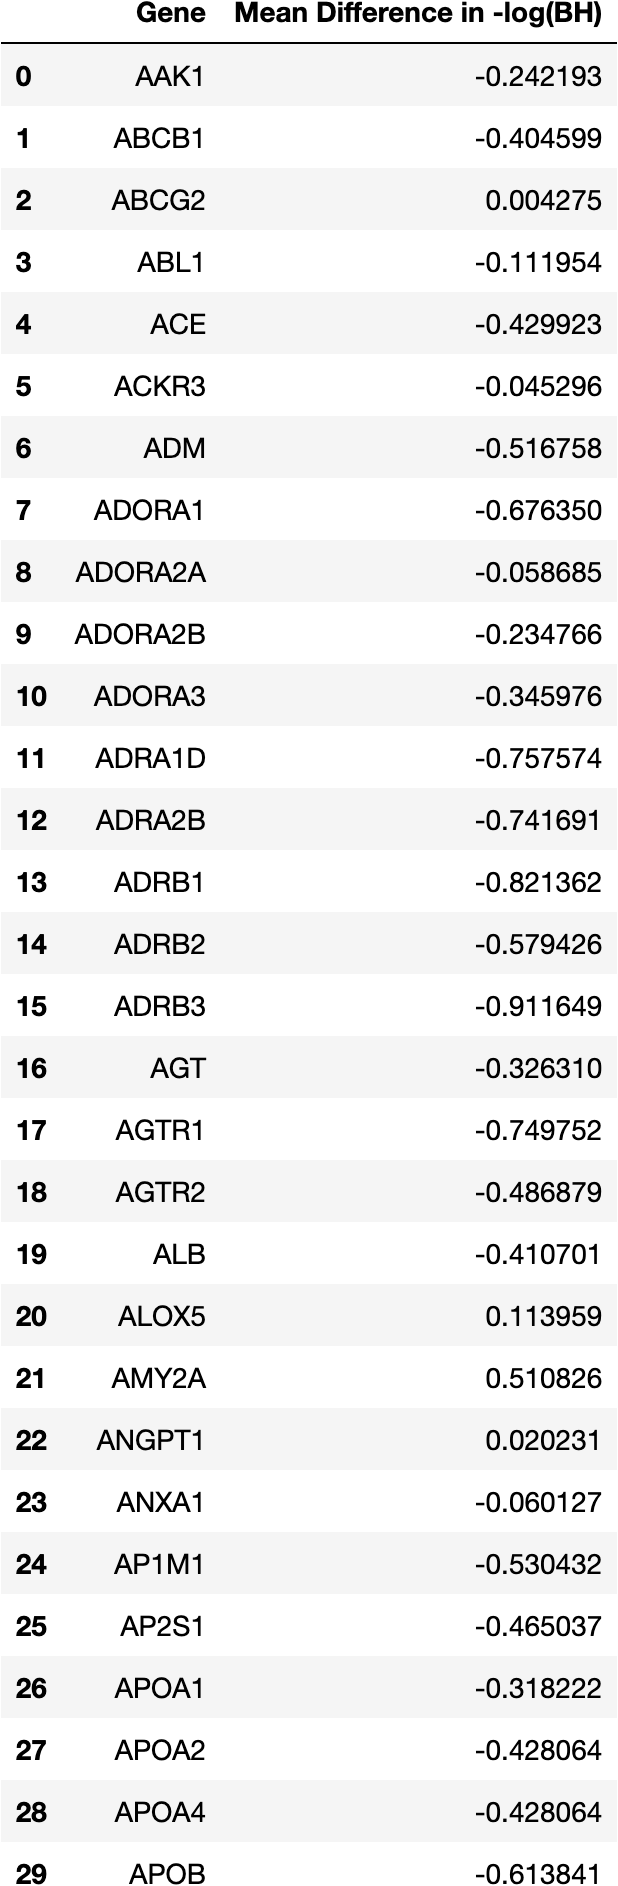 Gene Mean Difference in -log(BH)
0 AAK1 -0.242193
1 ABCB1 -0.404599
2 ABCG2 0.004275
3 ABL1 -0.111954
4 ACE -0.429923
5 ACKR3 -0.045296
6 ADM -0.516758
7 ADORA1 -0.676350
8 ADORA2A -0.058685
9 ADORA2B -0.234766
10 ADORA3 -0.345976
11 ADRA1D -0.757574
12 ADRA2B -0.741691
13 ADRB1 -0.821362
14 ADRB2 -0.579426
15 ADRB3 -0.911649
16 AGT -0.326310
17 AGTR1 -0.749752
18 AGTR2 -0.486879
19 ALB -0.410701
20 ALOX5 0.113959
21 AMY2A 0.510826
22 ANGPT1 0.020231
23 ANXA1 -0.060127
24 AP1M1 -0.530432
25 AP2S1 -0.465037
26 APOA1 -0.318222
27 APOA2 -0.428064
28 APOA4 -0.428064
29 APOB -0.613841